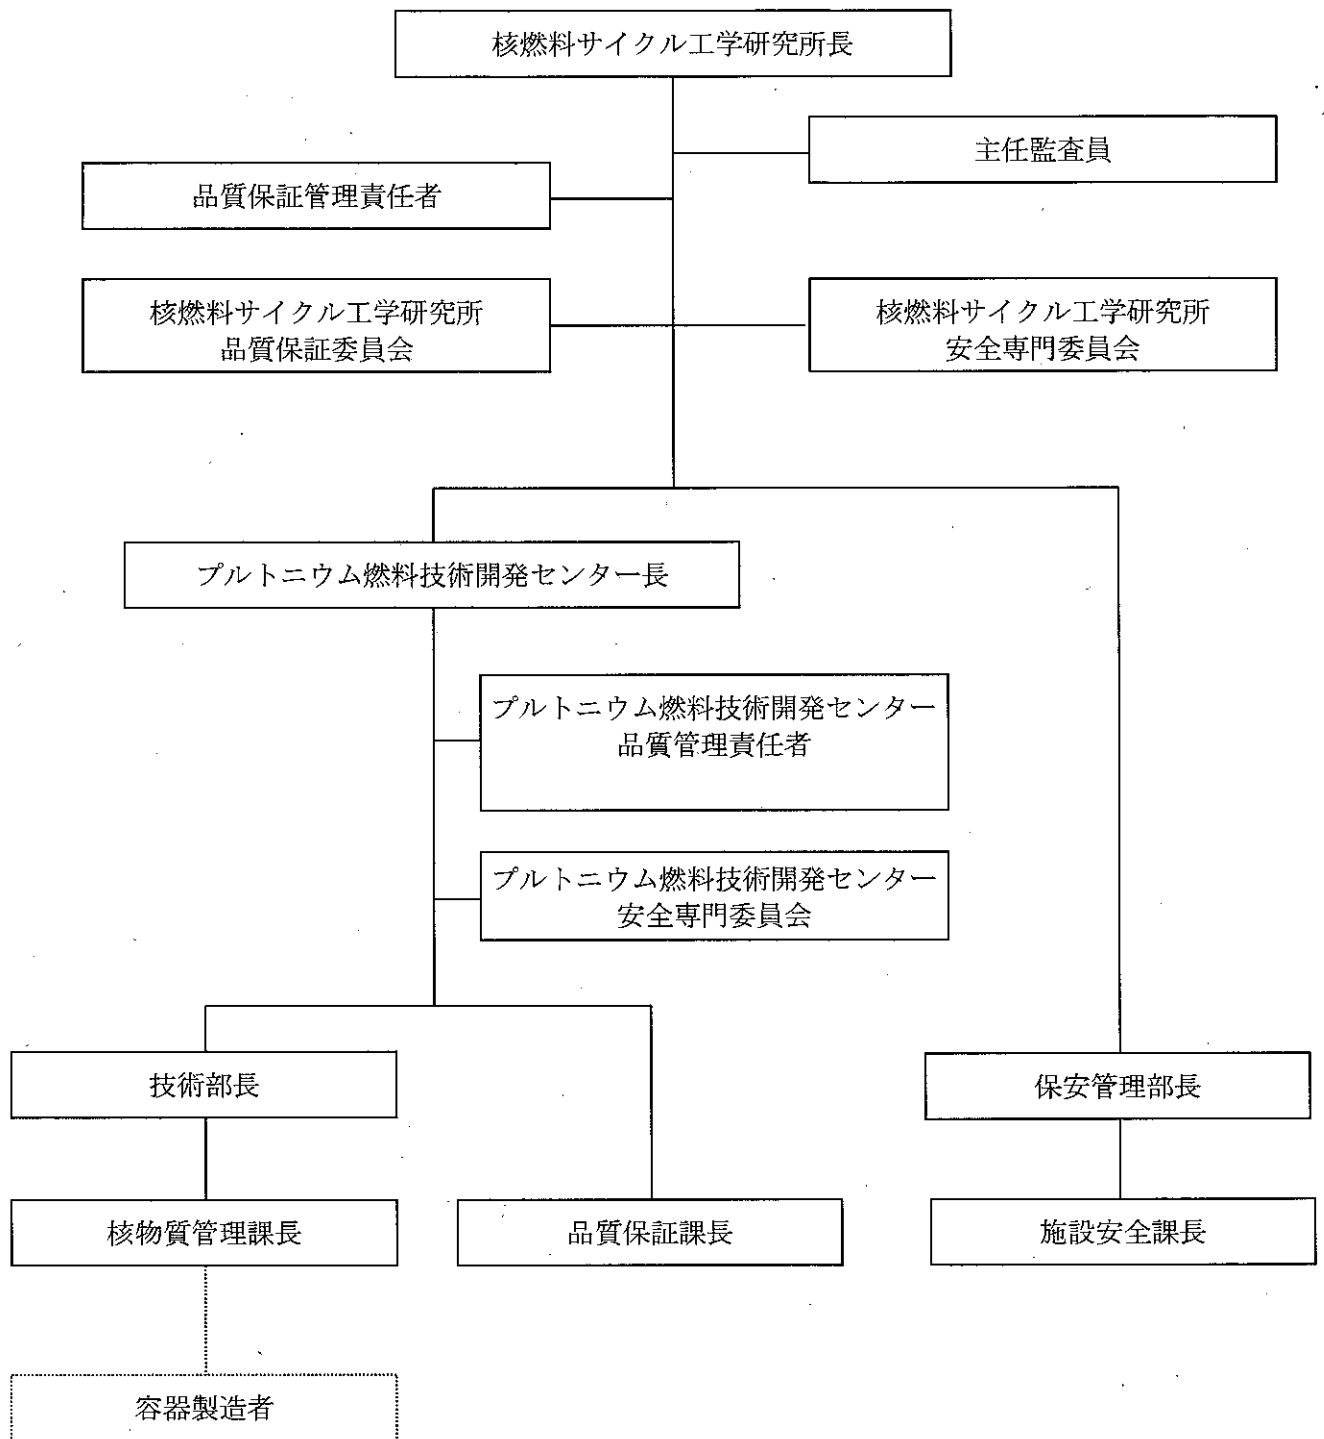 核燃料サイクル工学研究所長
主任監査員
品質保証管理責任者
核燃料サイクル工学研究所
品質保証委員会
核燃料サイクル工学研究所
安全専門委員会
プルトニウム燃料技術開発センター長
プルトニウム燃料技術開発センター
品質管理責任者
プルトニウム燃料技術開発センター
安全専門委員会
技術部長
保安管理部長
核物質管理課長
品質保証課長
施設安全課長
容器製造者